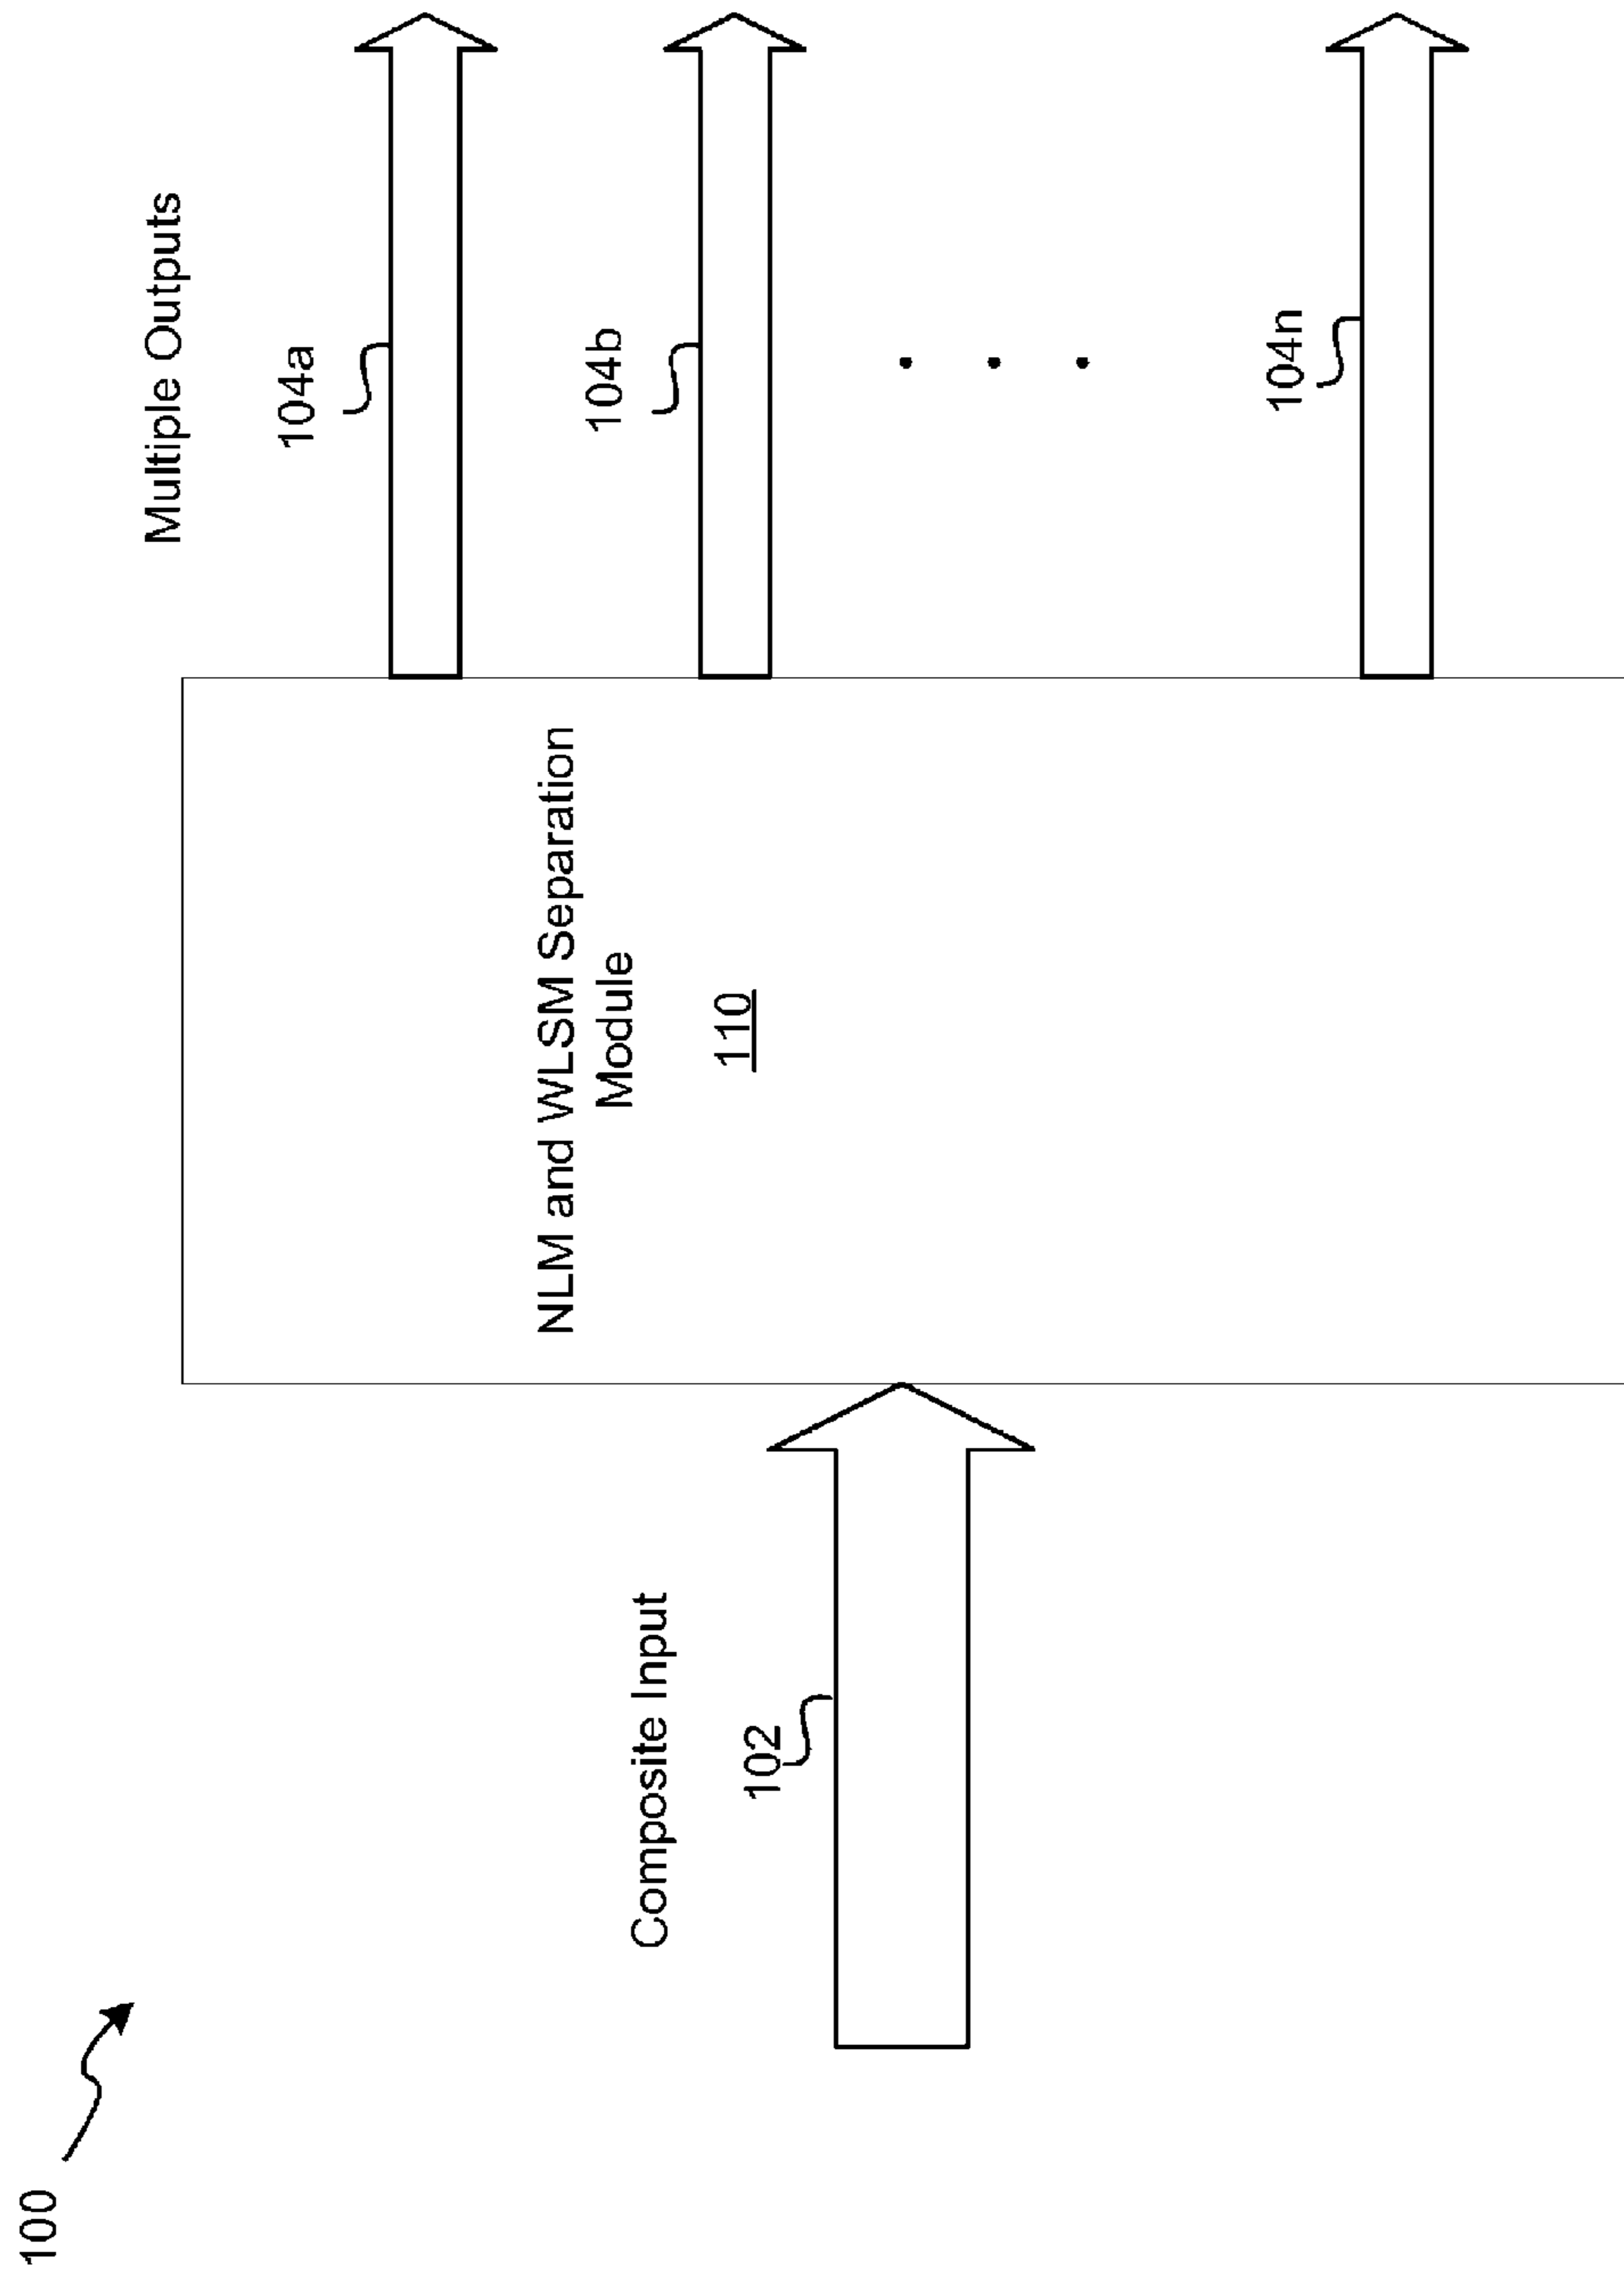 100
Composite Input
102
NLM and WLSM Separation
Module
110
Multiple Outputs
104a
104b
104n